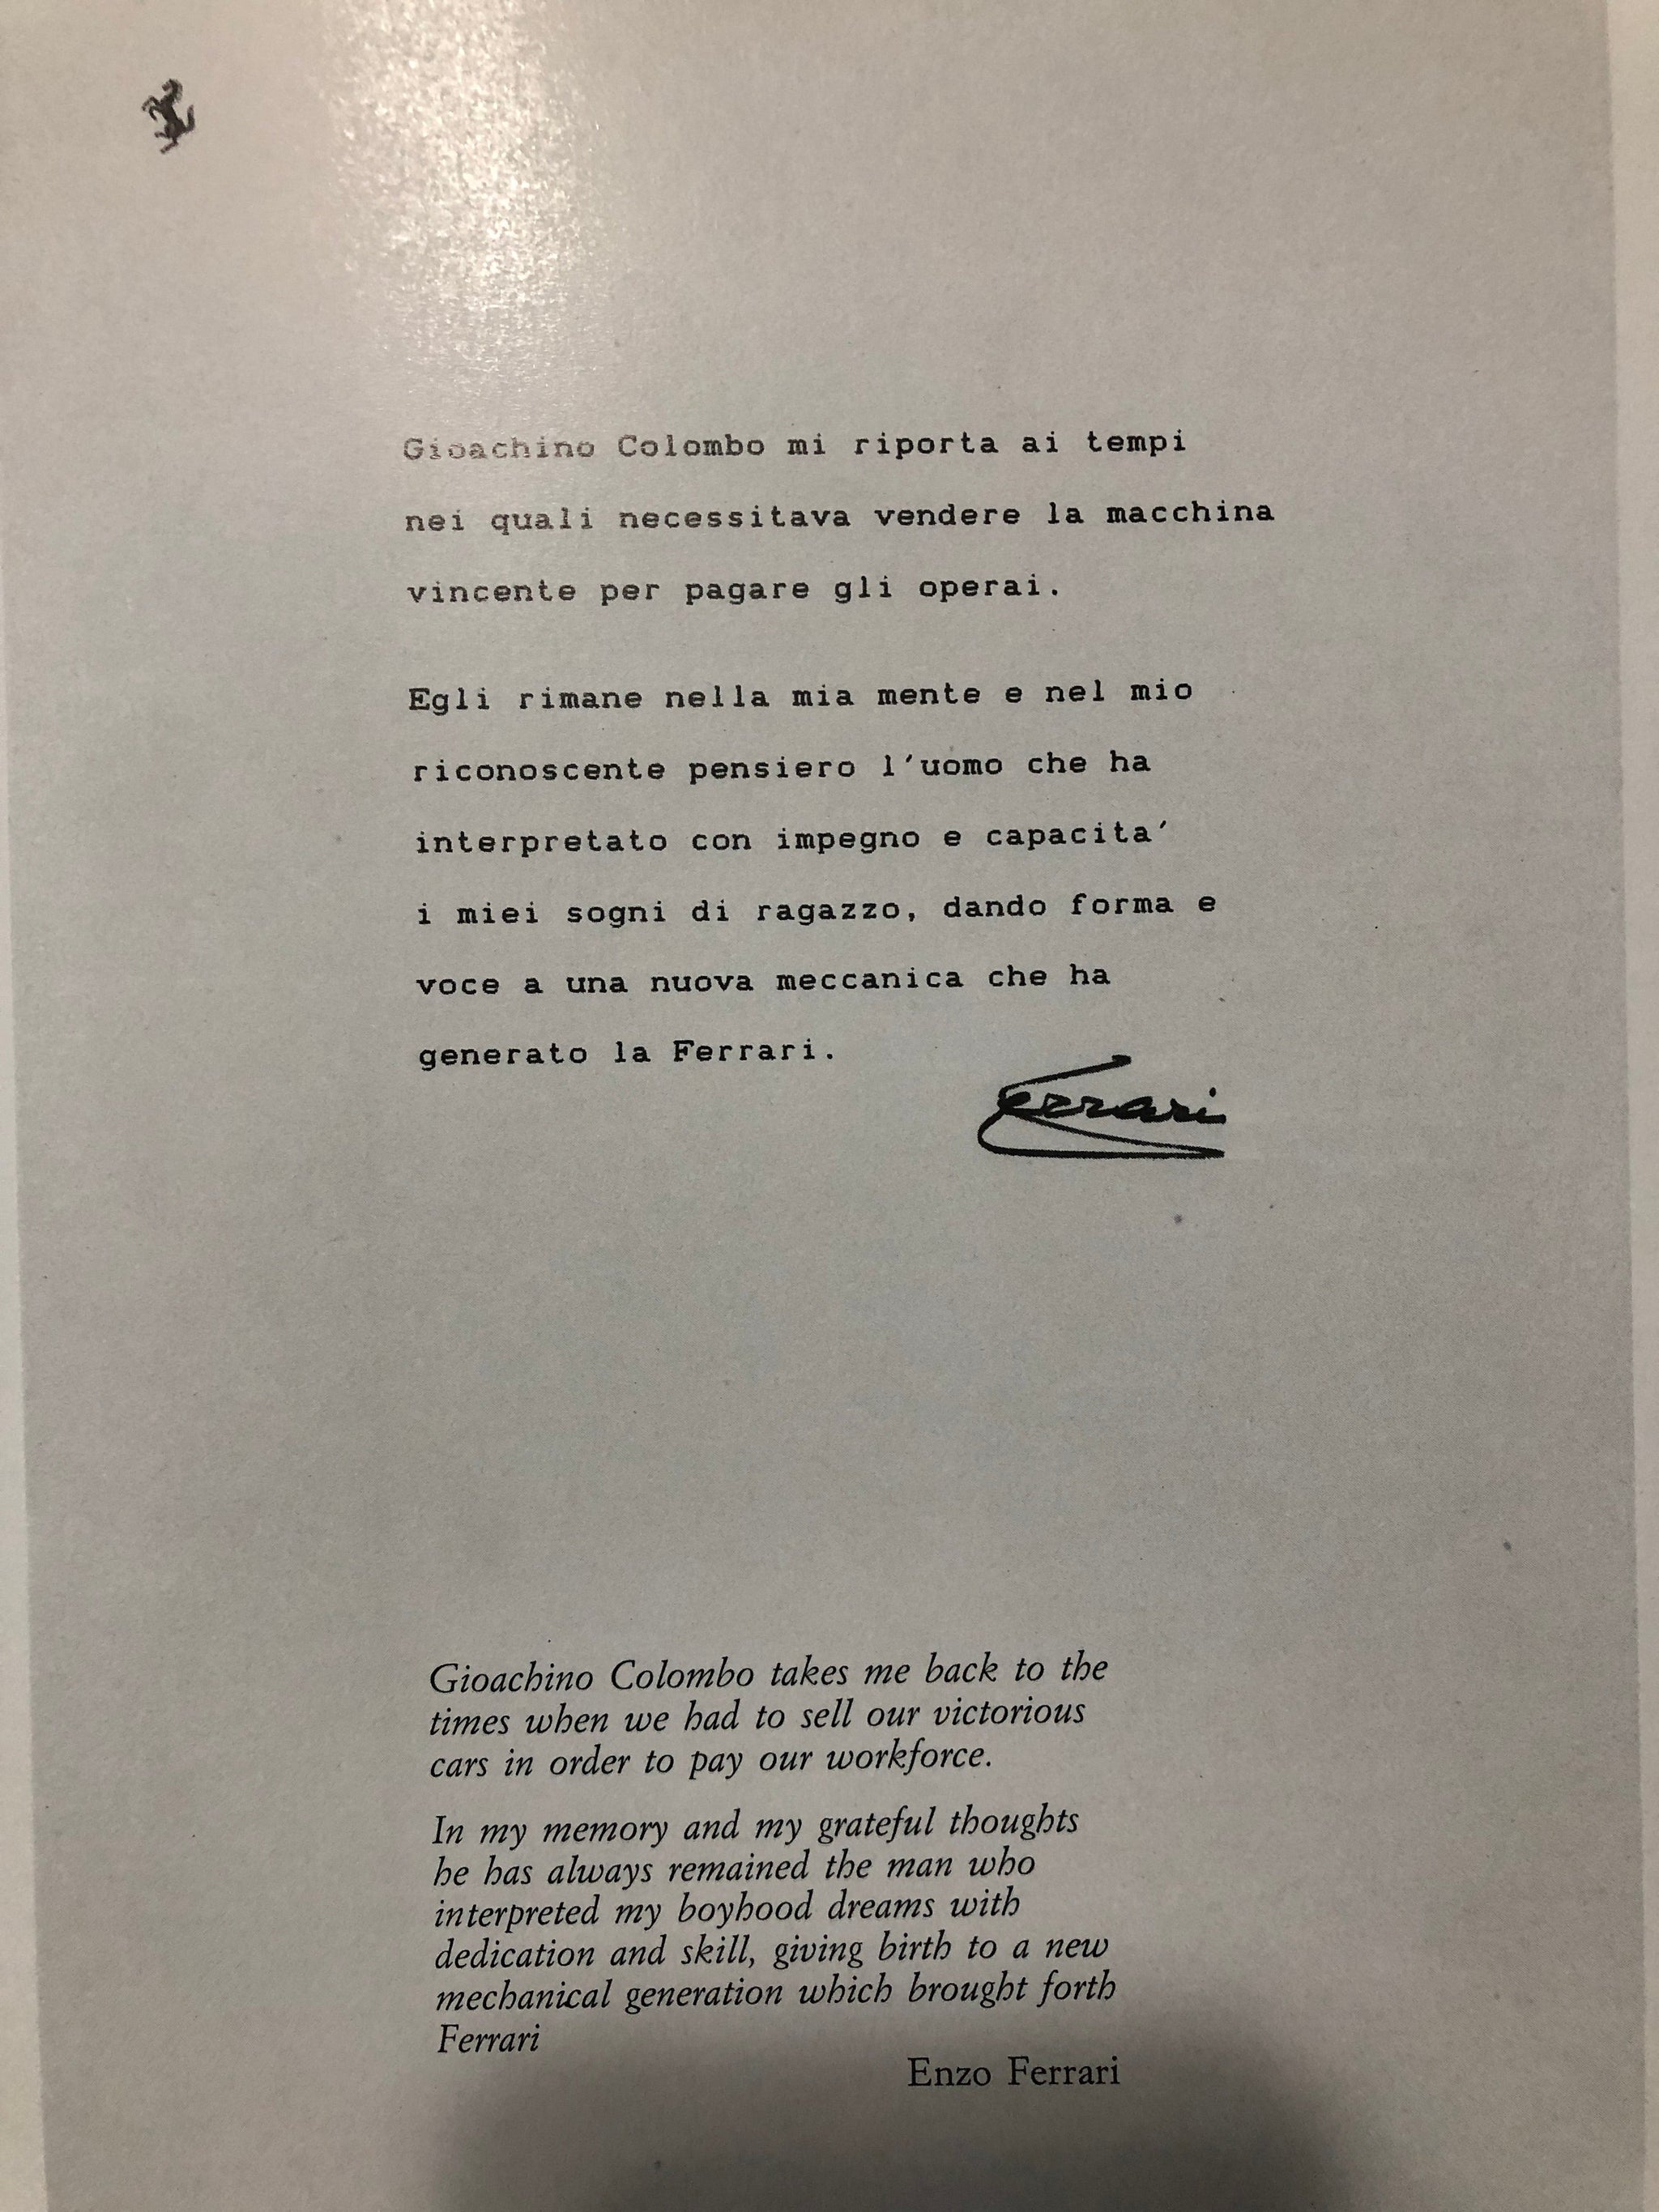 Gioachino Colombo mi riporta ai tempi
nei quali necessitava vendere la macchina
vincente per pagare gli operai.
Egli rimane nella mia mente e nel mio
riconoscente pensiero l'uomo che ha
interpretato con impegno e capacita'
i miei sogni di ragazzo, dando forma e
voce a una nuova meccanica che ha
generato la Ferrari.
Ferrari
Gioachino Colombo takes me back to the
times when we had to sell our victorious
cars in order to pay our workforce.
In my memory and my grateful thoughts
he has always remained the man who
interpreted my boyhood dreams with
dedication and skill, giving birth to a new
mechanical generation which brought forth
Ferrari
Enzo Ferrari